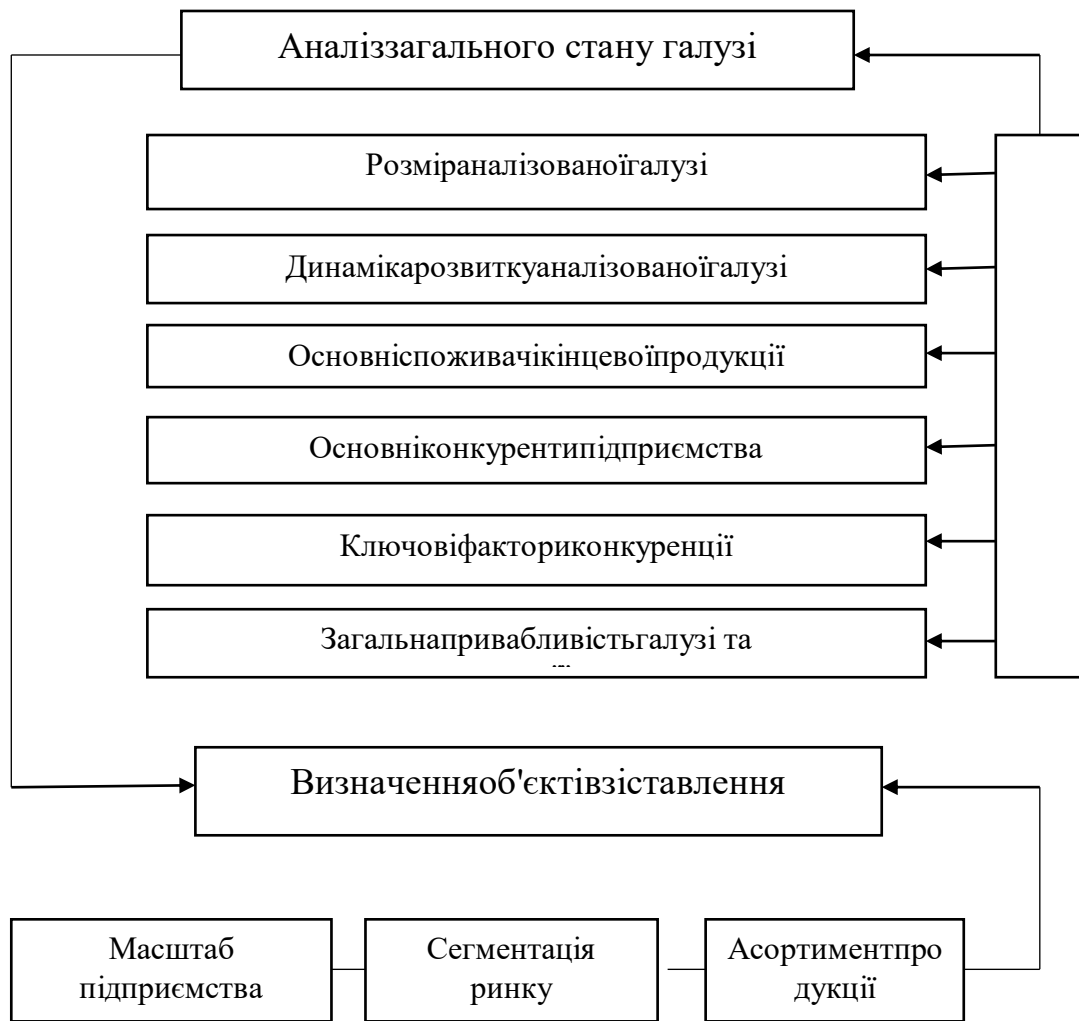 Аналіззагального стану галузі
Розміраналізованоїгалузі
Динамікарозвиткуаналізованоїгалузі
Основніспоживачікінцевоїпродукції
Основніконкурентипідприємства
Ключовіфакториконкуренції
Загальнапривабливістьгалузі та
Визначенняоб'єктівзіставлення
Масштаб
підприємства
Сегментація
ринку
Асортиментпро
дукції